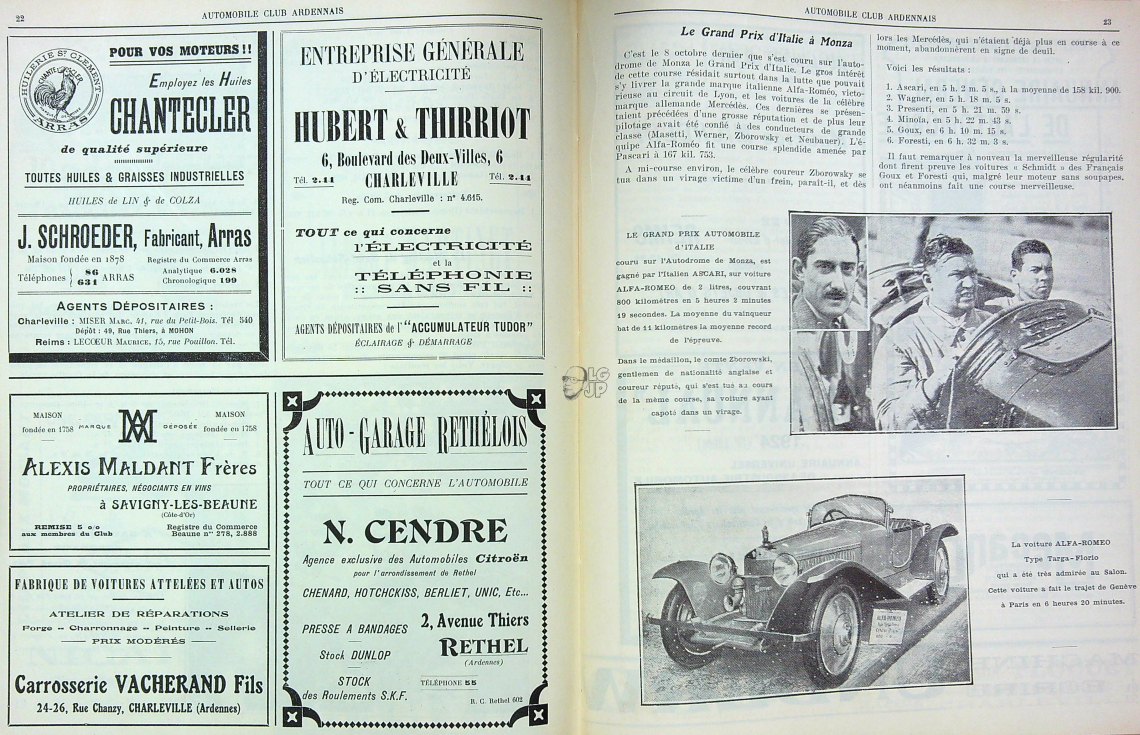 22
AUTOMOBILE CLUB ARDENNAIS
HUILERIE St CLEMENT
CHANTECLER
ARRAS
POUR VOS MOTEURS !!
Employez les Huiles
CHANTECLER
de qualité supérieure
TOUTES HUILES & GRAISSES INDUSTRIELLES
HUILES de LIN & de COLZA
J. SCHROEDER, Fabricant, Arras
Maison fondée en 1878
Téléphones 86 631 ARRAS
Registre du Commerce Arras
Analytique 6.028
Chronologique 199
AGENTS DÉPOSITAIRES :
Charleville : MISER MARC, 41, rue du Petit-Bois. Tél 540
Dépôt : 49, Rue Thiers, à MOHON
Reims : LECŒUR MAURICE, 15, rue Pouillon. Tél.
ENTREPRISE GÉNÉRALE
D'ÉLECTRICITÉ
HUBERT & THIRRIOT
6, Boulevard des Deux-Villes, 6
Tél. 2.11 CHARLEVILLE Tél. 2.11
Reg. Com. Charleville : n° 4.615.
TOUT ce qui concerne
l'ÉLECTRICITÉ
et la
TÉLÉPHONIE
:: SANS FIL ::
AGENTS DÉPOSITAIRES de l'"ACCUMULATEUR TUDOR"
ÉCLAIRAGE & DÉMARRAGE
MAISON
fondée en 1758
MARQUE AM DÉPOSÉE
MAISON
fondée en 1758
ALEXIS MALDANT Frères
PROPRIÉTAIRES, NÉGOCIANTS EN VINS
à SAVIGNY-LES-BEAUNE
(Côte-d'Or)
REMISE 5 o/o
aux membres du Club
Registre du Commerce
Beaune nos 278, 2.888
FABRIQUE DE VOITURES ATTELÉES ET AUTOS
ATELIER DE RÉPARATIONS
Forge -- Charronnage -- Peinture -- Sellerie
PRIX MODÉRÉS
Carrosserie VACHERAND Fils
24-26, Rue Chanzy, CHARLEVILLE (Ardennes)
AUTO-GARAGE RETHÉLOIS
TOUT CE QUI CONCERNE L'AUTOMOBILE
N. CENDRE
Agence exclusive des Automobiles Citroën
pour l'arrondissement de Rethel
CHENARD, HOTCHCKISS, BERLIET, UNIC, Etc...
PRESSE A BANDAGES
Stock DUNLOP
STOCK
des Roulements S.K.F.
2, Avenue Thiers
RETHEL
(Ardennes)
TÉLÉPHONE 55
R. C. Rethel 602
LG
JP
AUTOMOBILE CLUB ARDENNAIS
23
Le Grand Prix d'Italie à Monza
C'est le 8 octobre dernier que s'est couru sur l'auto-
drome de Monza le Grand Prix d'Italie. Le gros intérêt
de cette course résidait surtout dans la lutte que pouvait
s'y livrer la grande marque italienne Alfa-Roméo, victo-
rieuse au circuit de Lyon, et les voitures de la célèbre
marque allemande Mercédès. Ces dernières se présen-
taient précédées d'une grosse réputation et de plus leur
pilotage avait été confié à des conducteurs de grande
classe (Masetti, Werner, Zborowsky et Neubauer). L'é-
quipe Alfa-Roméo fit une course splendide amenée par
Pascari à 167 kil. 753.
A mi-course environ, le célèbre coureur Zborowsky se
tua dans un virage victime d'un frein, paraît-il, et dès
lors les Mercédès, qui n'étaient déjà plus en course à ce
moment, abandonnèrent en signe de deuil.
Voici les résultats :
1. Ascari, en 5 h. 2 m. 5 s., à la moyenne de 158 kil. 900.
2. Wagner, en 5 h. 18 m. 5 s.
3. Presenti, en 5 h. 21 m. 59 s.
4. Minoïa, en 5 h. 22 m. 43 s.
5. Goux, en 6 h. 10 m. 15 s.
6. Foresti, en 6 h. 32 m. 3 s.
Il faut remarquer à nouveau la merveilleuse régularité
dont firent preuve les voitures « Schmidt » des Français
Goux et Foresti qui, malgré leur moteur sans soupapes,
ont néanmoins fait une course merveilleuse.
LE GRAND PRIX AUTOMOBILE
d'ITALIE
couru sur l'Autodrome de Monza, est
gagné par l'Italien ASCARI, sur voiture
ALFA-ROMEO de 2 litres, couvrant
800 kilomètres en 5 heures 2 minutes
19 secondes. La moyenne du vainqueur
bat de 11 kilomètres la moyenne record
de l'épreuve.
Dans le médaillon, le comte Zborowski,
gentlemen de nationalité anglaise et
coureur réputé, qui s'est tué au cours
de la même course, sa voiture ayant
capoté dans un virage.
ALFA ROMEO
La voiture ALFA-ROMEO
Type Targa-Florio
qui a été très admirée au Salon.
Cette voiture a fait le trajet de Genève
à Paris en 6 heures 20 minutes.